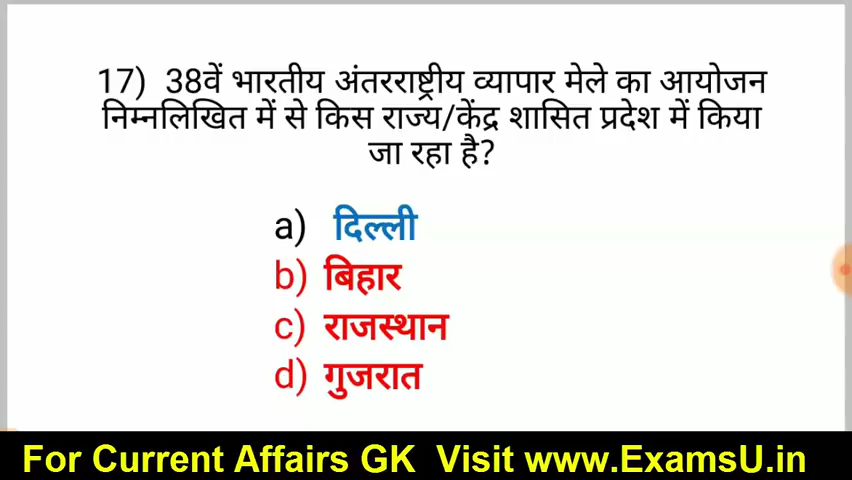 17) 38वें भारतीय अंतरराष्ट्रीय व्यापार मेले का आयोजन
निम्नलिखित में से किस राज्य/केंद्र शासित प्रदेश में किया
जा रहा है?
a) दिल्ली
b) बिहार
c) राजस्थान
d) गुजरात
For Current Affairs GK Visit www.ExamsU.in